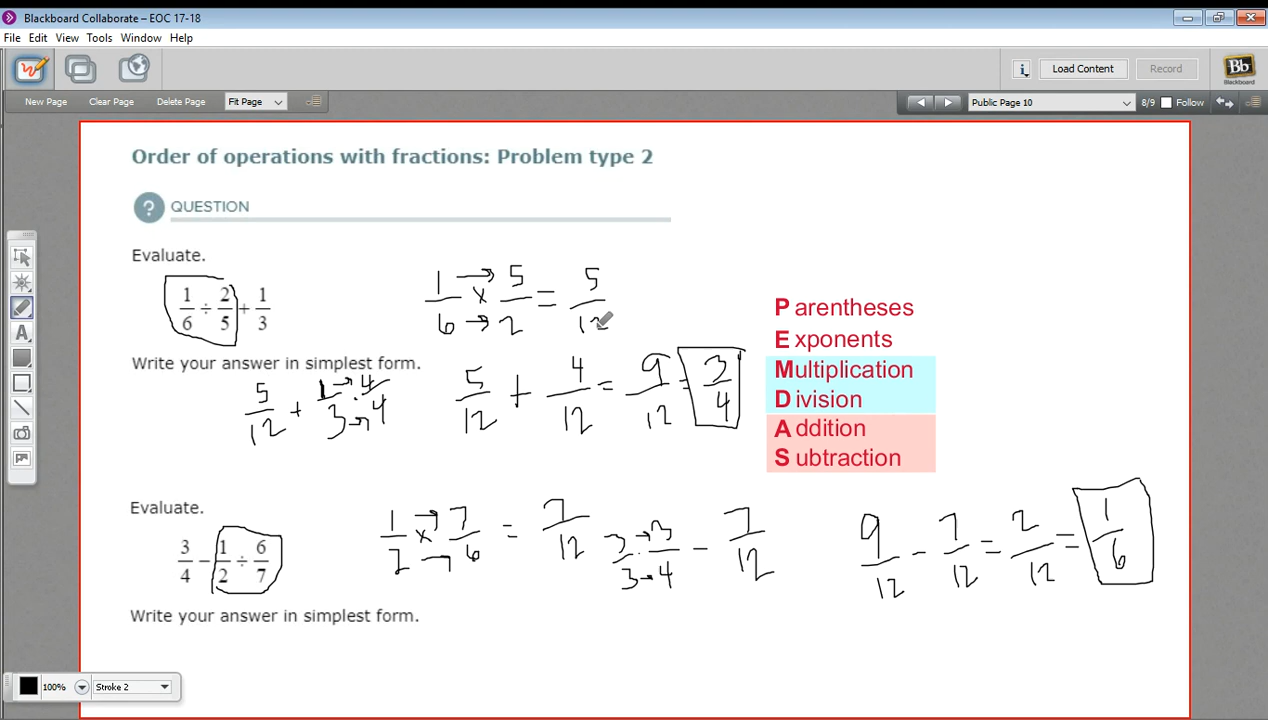 Blackboard Collaborate – EOC 17-18
File Edit View Tools Window Help
i Load Content Record Bb Blackboard
New Page Clear Page Delete Page Fit Page Public Page 10 8/9 Follow
Order of operations with fractions: Problem type 2
? QUESTION
Evaluate.
1/6 ÷ 2/5 + 1/3
1/6 × 5/2 = 5/12
Parentheses
Exponents
Multiplication
Division
Addition
Subtraction
Write your answer in simplest form.
5/12 + 1/3 · 4/4
5/12 + 4/12 = 9/12 = 3/4
Evaluate.
3/4 − 1/2 ÷ 6/7
1/2 × 7/6 = 7/12
3/3 · 3/4 − 7/12
9/12 − 7/12 = 2/12 = 1/6
Write your answer in simplest form.
A
100% Stroke 2